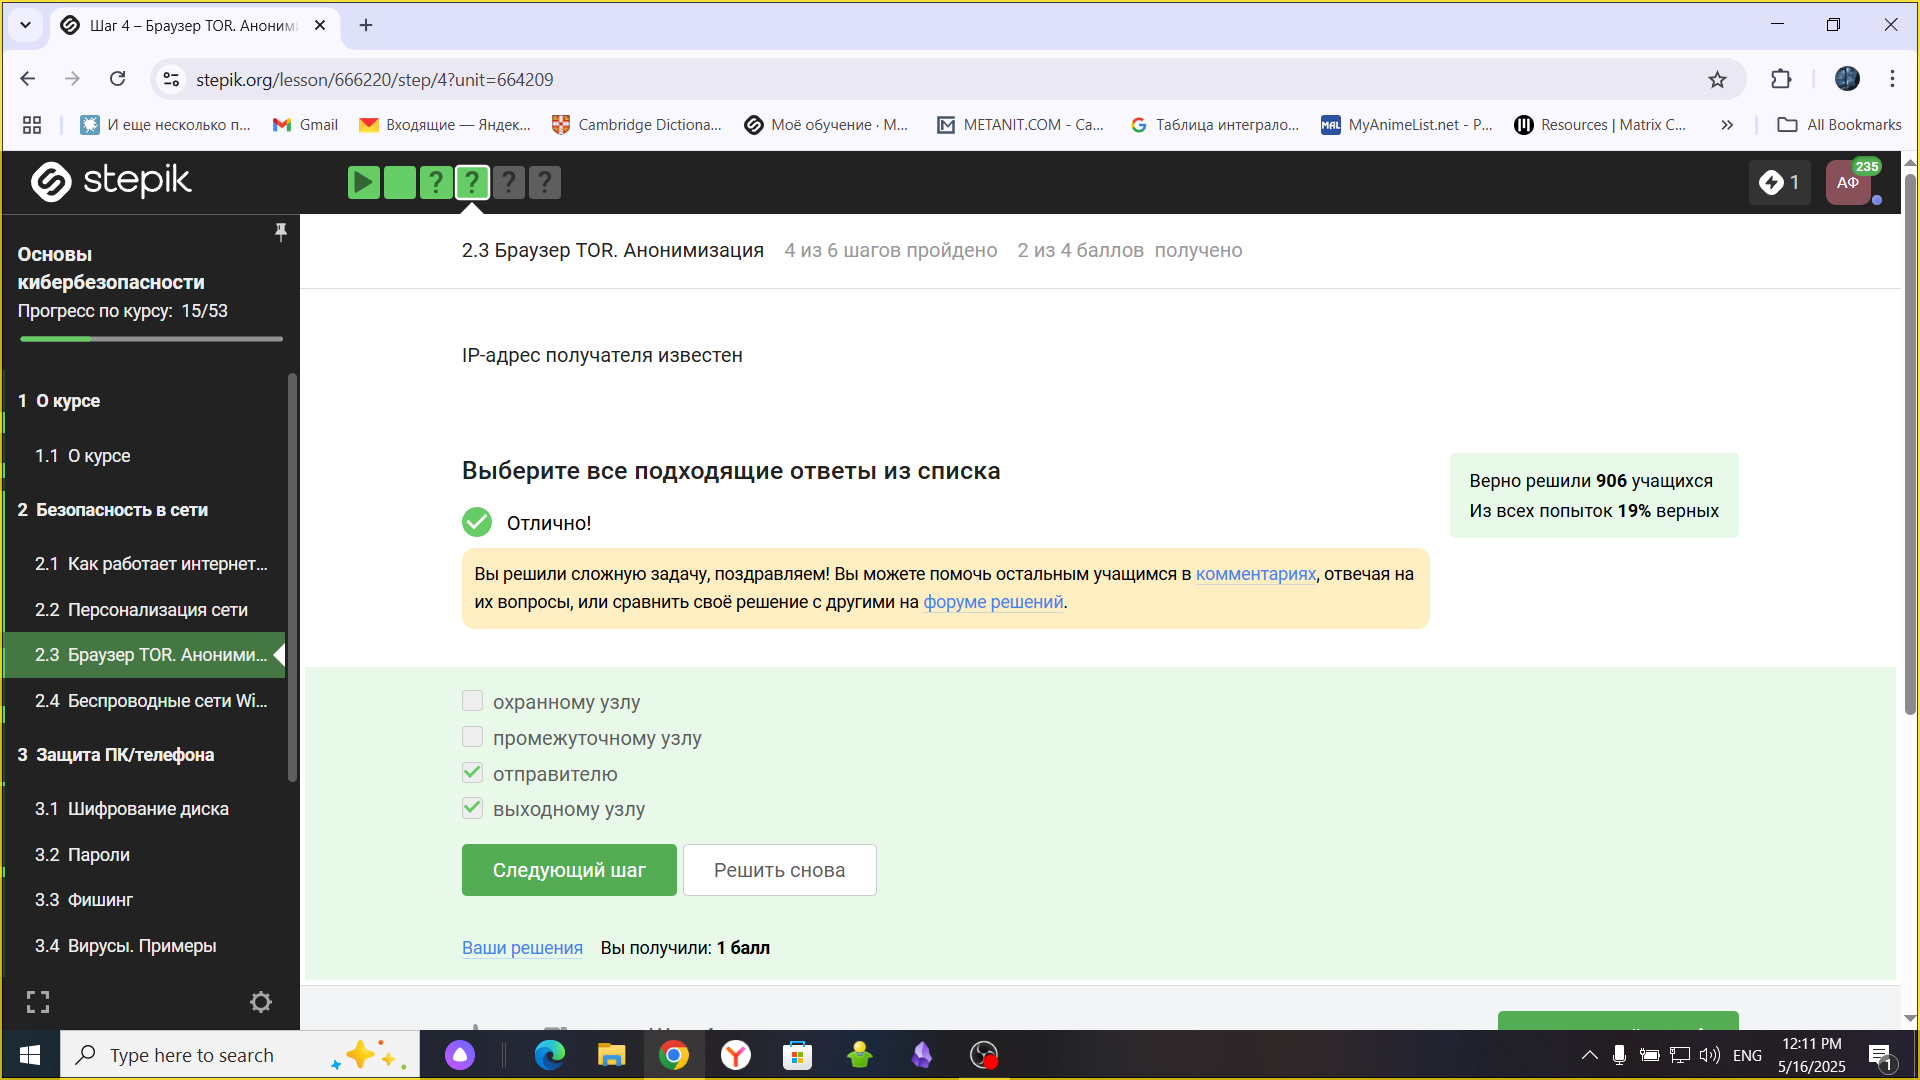 Шаг 4 – Браузер TOR. Аноним
stepik.org/lesson/666220/step/4?unit=664209
И еще несколько п...
Gmail
Входящие — Яндек...
Cambridge Dictiona...
Моё обучение · M...
METANIT.COM - Са...
Таблица интеграло...
MAL
MyAnimeList.net - P...
Resources | Matrix C...
»
All Bookmarks
stepik
? ? ? ?
1
АФ
235
Основы
кибербезопасности
Прогресс по курсу: 15/53
1 О курсе
1.1 О курсе
2 Безопасность в сети
2.1 Как работает интернет...
2.2 Персонализация сети
2.3 Браузер TOR. Аноними...
2.4 Беспроводные сети Wi...
3 Защита ПК/телефона
3.1 Шифрование диска
3.2 Пароли
3.3 Фишинг
3.4 Вирусы. Примеры
2.3 Браузер TOR. Анонимизация 4 из 6 шагов пройдено 2 из 4 баллов получено
IP-адрес получателя известен
Выберите все подходящие ответы из списка
Отлично!
Верно решили 906 учащихся
Из всех попыток 19% верных
Вы решили сложную задачу, поздравляем! Вы можете помочь остальным учащимся в комментариях, отвечая на
их вопросы, или сравнить своё решение с другими на форуме решений.
охранному узлу
промежуточному узлу
отправителю
выходному узлу
Следующий шаг
Решить снова
Ваши решения Вы получили: 1 балл
Type here to search
ENG
12:11 PM
5/16/2025
1